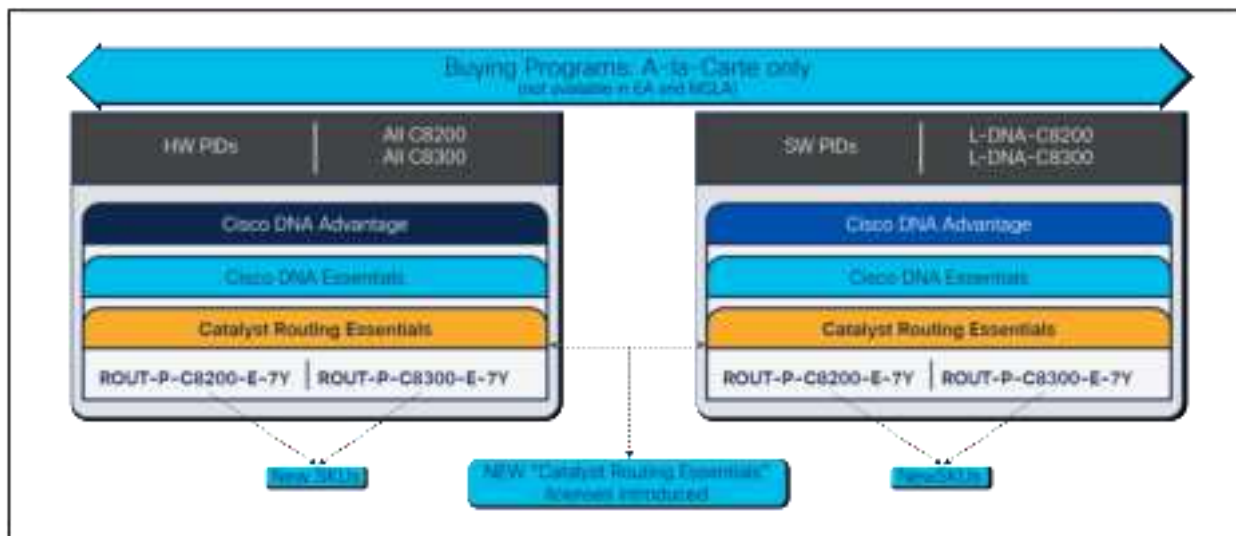 Buying Programs: A-la-Carte only
(not available in EA and MSLA)
HW PIDs
All C8200
All C8300
Cisco DNA Advantage
Cisco DNA Essentials
Catalyst Routing Essentials
ROUT-P-C8200-E-7Y
ROUT-P-C8300-E-7Y
New SKUs
SW PIDs
L-DNA-C8200
L-DNA-C8300
Cisco DNA Advantage
Cisco DNA Essentials
Catalyst Routing Essentials
ROUT-P-C8200-E-7Y
ROUT-P-C8300-E-7Y
NewSKUs
NEW "Catalyst Routing Essentials"
licenses introduced